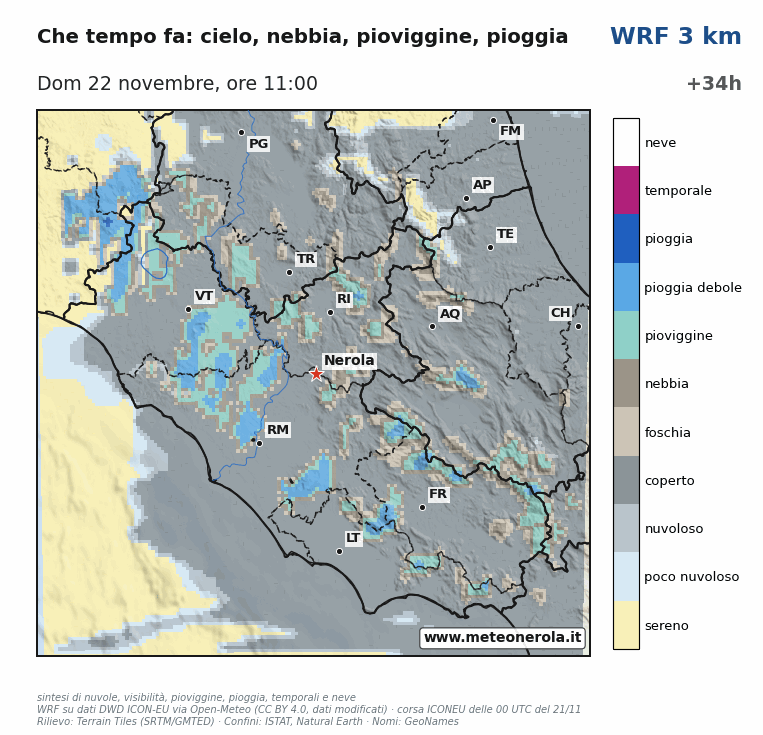 Che tempo fa: cielo, nebbia, pioviggine, pioggia
WRF 3 km
Dom 22 novembre, ore 11:00
+34h
FM
PG
AP
TE
TR
VT
RI
AQ
CH
Nerola
RM
FR
LT
www.meteonerola.it
neve
temporale
pioggia
pioggia debole
pioviggine
nebbia
foschia
coperto
nuvoloso
poco nuvoloso
sereno
sintesi di nuvole, visibilità, pioviggine, pioggia, temporali e neve
WRF su dati DWD ICON-EU via Open-Meteo (CC BY 4.0, dati modificati) · corsa ICONEU delle 00 UTC del 21/11
Rilievo: Terrain Tiles (SRTM/GMTED) · Confini: ISTAT, Natural Earth · Nomi: GeoNames